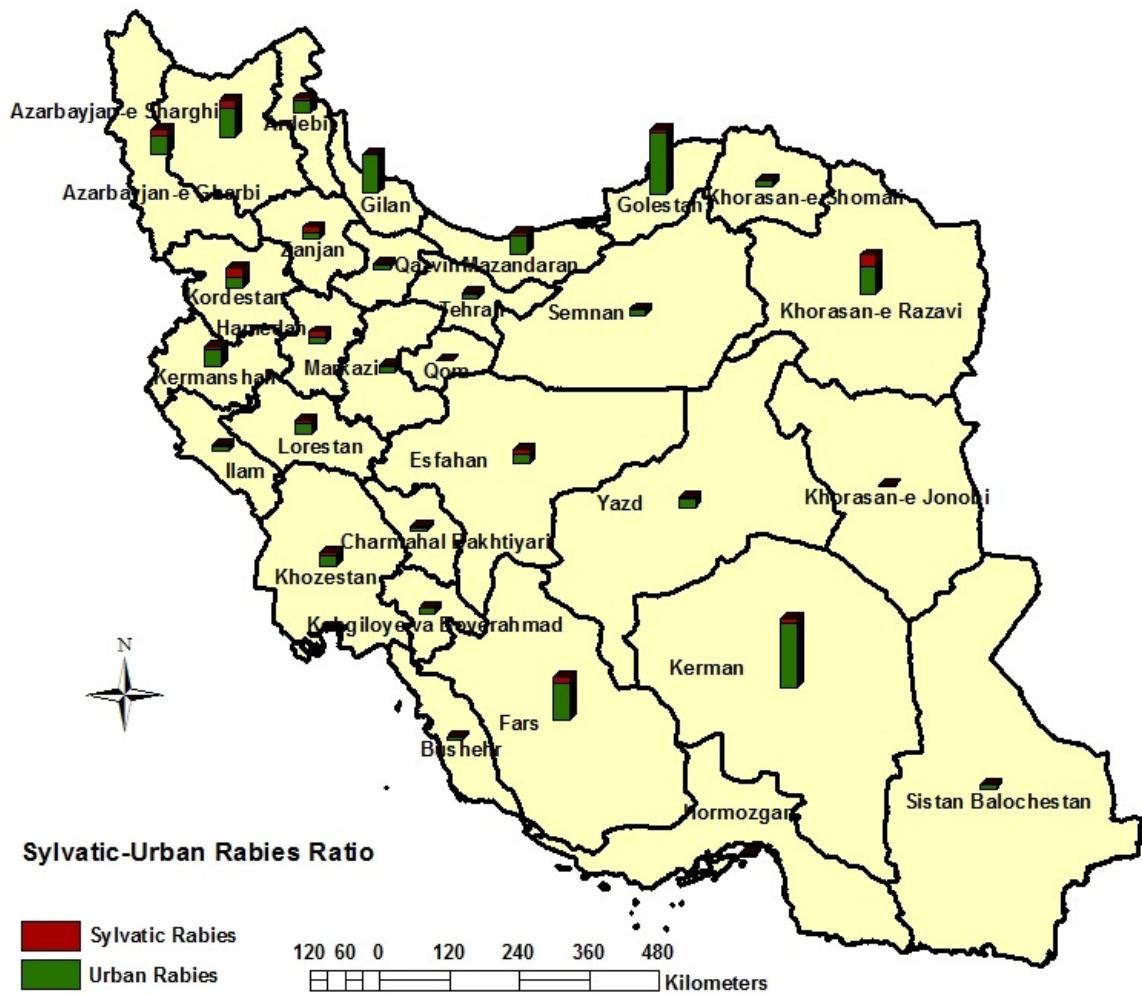 Azarbayjan-e Sharghi
Ardebil
Azarbayjan-e Gharbi
Gilan
Golestan
Khorasan-e Shomali
Zanjan
Qazvin
Mazandaran
Kordestan
Tehran
Semnan
Khorasan-e Razavi
Hamedan
Kermanshah
Markazi
Qom
Lorestan
Esfahan
Ilam
Yazd
Khorasan-e Jonobi
Charmahal Bakhtiyari
Khozestan
Kohgiloye va Boyerahmad
N
Kerman
Fars
Bushehr
Hormozgan
Sistan Balochestan
Sylvatic-Urban Rabies Ratio
Sylvatic Rabies
Urban Rabies
120 60 0 120 240 360 480
Kilometers